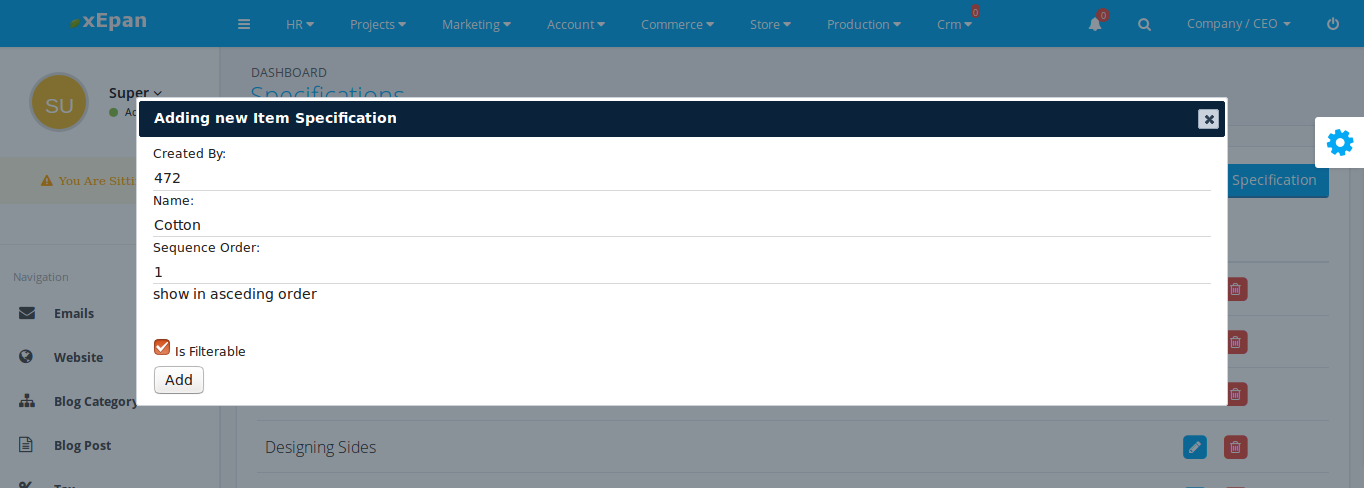 xEpan
HR
Projects
Marketing
Account
Commerce
Store
Production
Crm
0
0
Company / CEO
DASHBOARD
Specifications
SU
Super
Adding new Item Specification
You Are Sitti
Specification
Created By:
472
Name:
Cotton
Sequence Order:
1
show in asceding order
Is Filterable
Add
Navigation
Emails
Website
Blog Category
Blog Post
Designing Sides